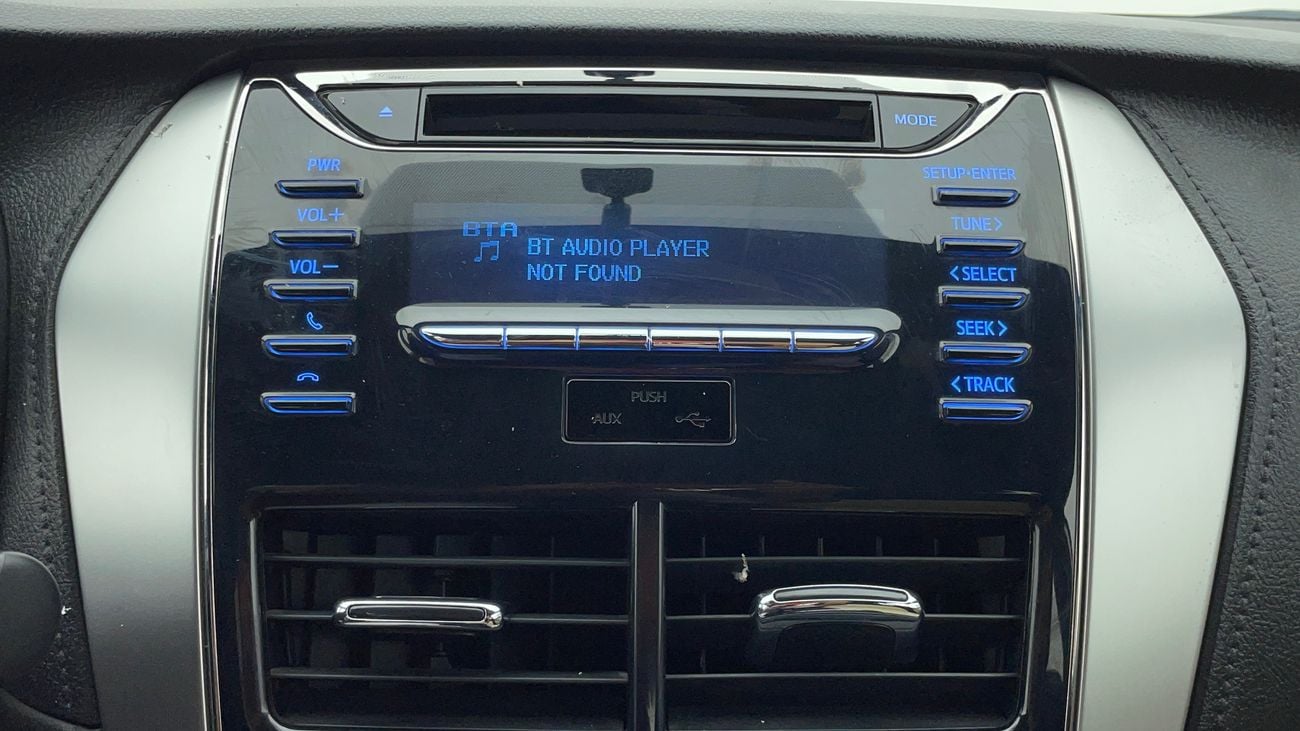 MODE
PWR
VOL+
VOL−
SETUP•ENTER
TUNE>
<SELECT
SEEK>
<TRACK
BTA
BT AUDIO PLAYER
NOT FOUND
PUSH
AUX